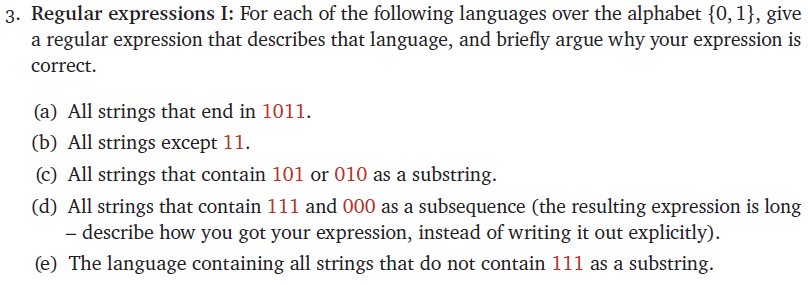 3. Regular expressions I: For each of the following languages over the alphabet {0, 1}, give
a regular expression that describes that language, and briefly argue why your expression is
correct.
(a) All strings that end in 1011.
(b) All strings except 11.
(c) All strings that contain 101 or 010 as a substring.
(d) All strings that contain 111 and 000 as a subsequence (the resulting expression is long
– describe how you got your expression, instead of writing it out explicitly).
(e) The language containing all strings that do not contain 111 as a substring.